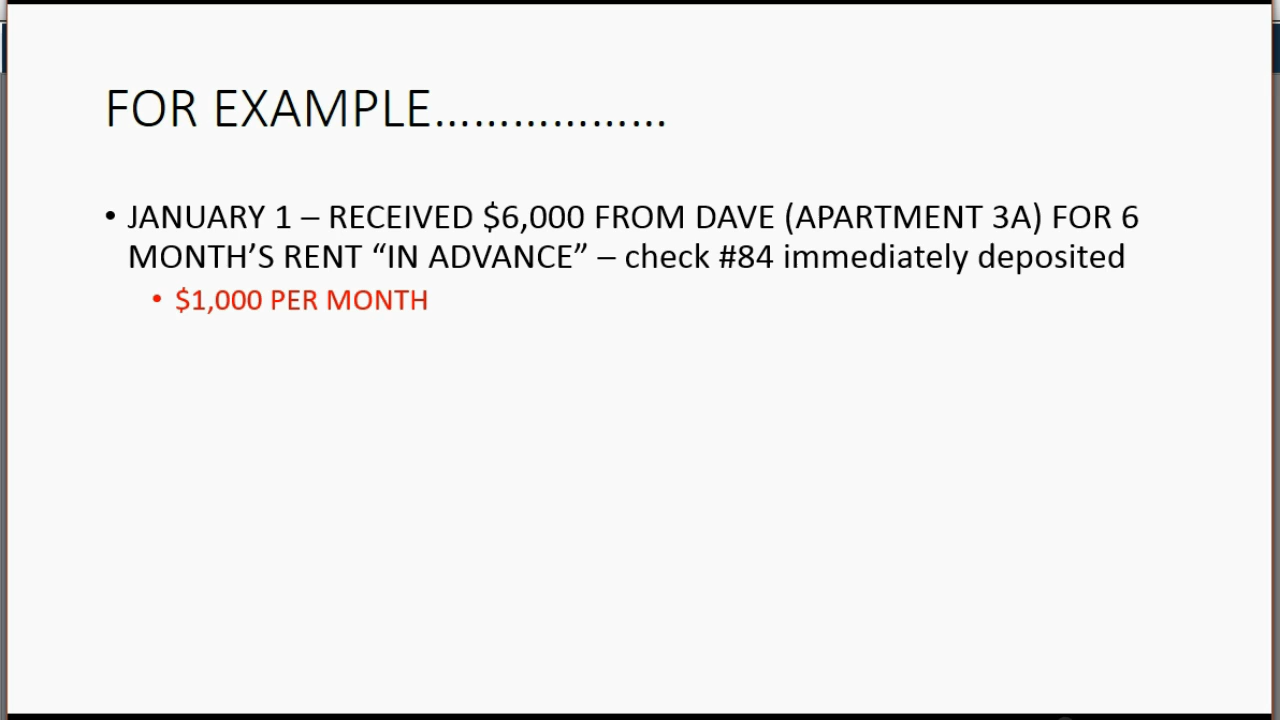 FOR EXAMPLE………………
• JANUARY 1 – RECEIVED $6,000 FROM DAVE (APARTMENT 3A) FOR 6
MONTH’S RENT “IN ADVANCE” – check #84 immediately deposited
• $1,000 PER MONTH